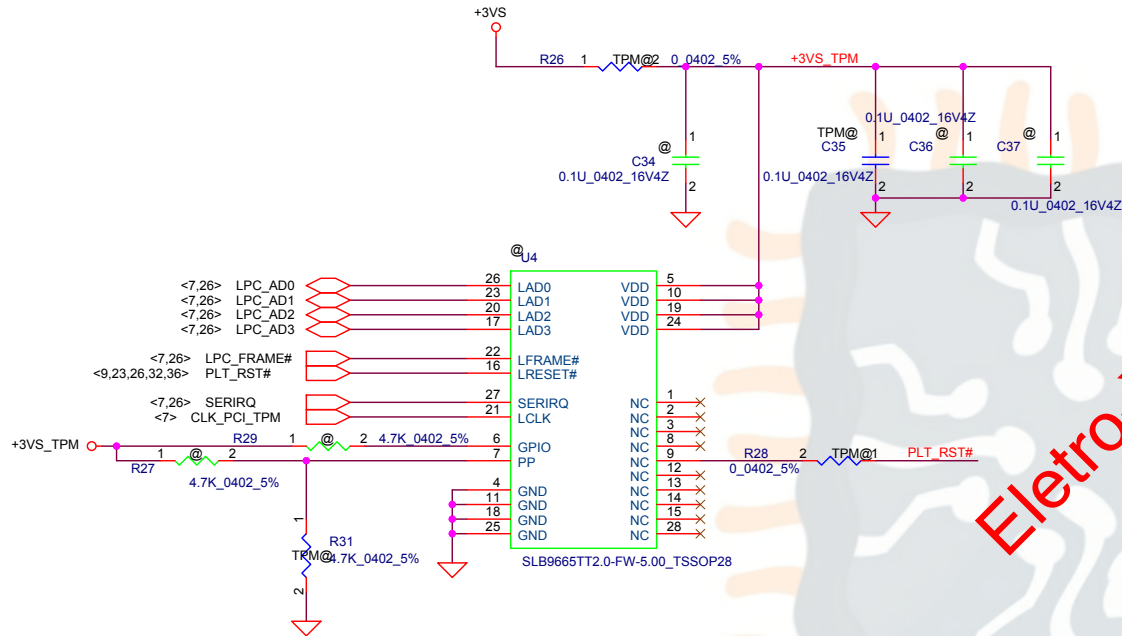 +3VS
R26 1 TPM@ 2 0_0402_5% +3VS_TPM
0.1U_0402_16V4Z
@ 1 TPM@ 1 @ 1 @ 1
C34 C35 C36 C37
0.1U_0402_16V4Z 2 0.1U_0402_16V4Z 2 2 2
0.1U_0402_16V4Z
@
U4
<7,26> LPC_AD0 26 LAD0 VDD 5
<7,26> LPC_AD1 23 LAD1 VDD 10
<7,26> LPC_AD2 20 LAD2 VDD 19
<7,26> LPC_AD3 17 LAD3 VDD 24
<7,26> LPC_FRAME# 22 LFRAME#
<9,23,26,32,36> PLT_RST# 16 LRESET#
<7,26> SERIRQ 27 SERIRQ NC 1
<7> CLK_PCI_TPM 21 LCLK NC 2
NC 3
+3VS_TPM R29 1 @ 2 4.7K_0402_5% 6 GPIO NC 8
R27 1 @ 2 4.7K_0402_5% 7 PP NC 9 R28 2 TPM@ 1 0_0402_5% PLT_RST#
NC 12
4 GND NC 13
11 GND NC 14
18 GND NC 15
25 GND NC 28
1
R31
TPM@ 4.7K_0402_5%
2
SLB9665TT2.0-FW-5.00_TSSOP28